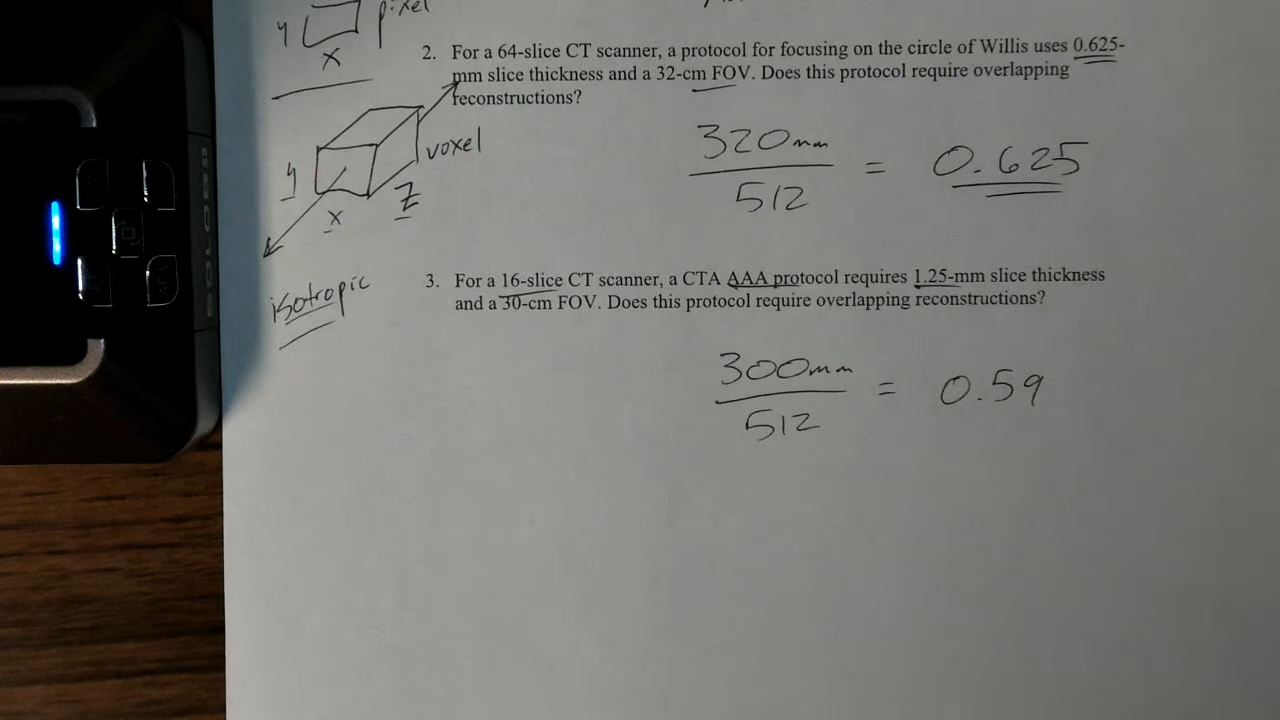 y pixel
x
2. For a 64-slice CT scanner, a protocol for focusing on the circle of Willis uses 0.625-
mm slice thickness and a 32-cm FOV. Does this protocol require overlapping
reconstructions?
voxel
y
x
z
320mm
512
= 0.625
isotropic
3. For a 16-slice CT scanner, a CTA AAA protocol requires 1.25-mm slice thickness
and a 30-cm FOV. Does this protocol require overlapping reconstructions?
300mm
512
= 0.59